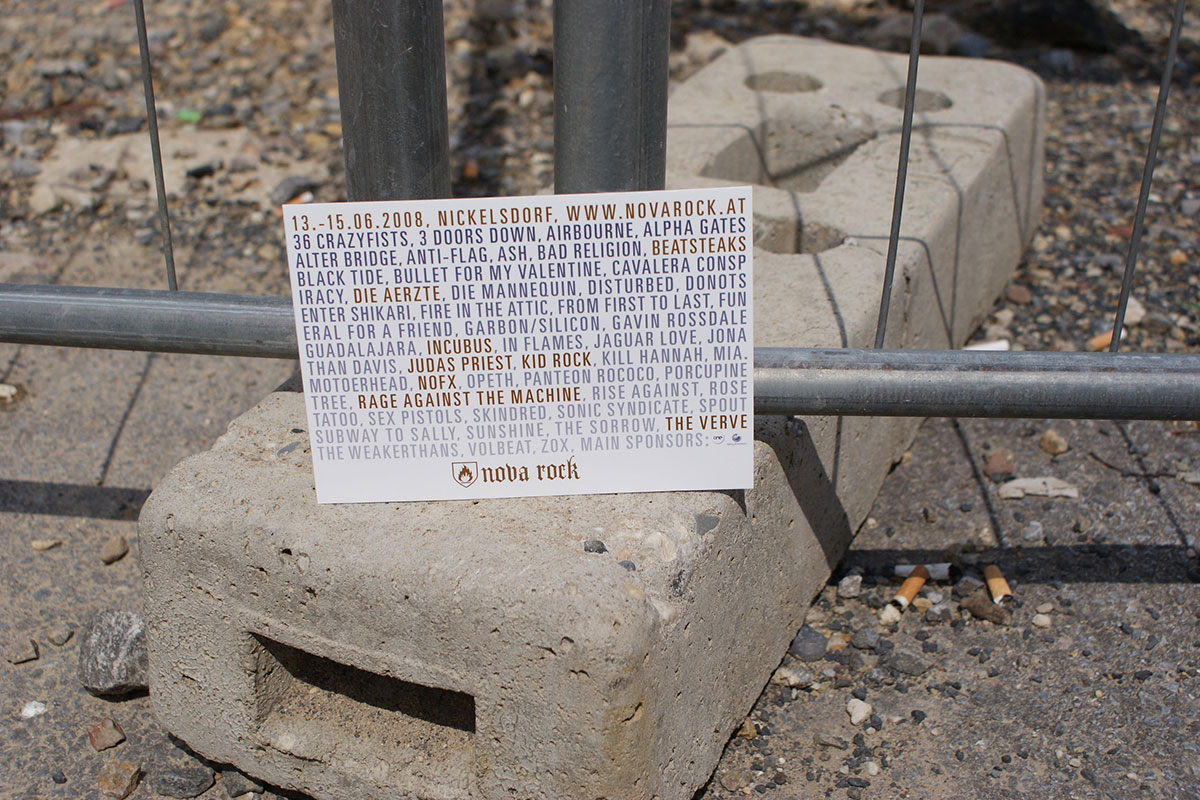 13.-15.06.2008, NICKELSDORF, WWW.NOVAROCK.AT
36 CRAZYFISTS, 3 DOORS DOWN, AIRBOURNE, ALPHA GATES
ALTER BRIDGE, ANTI-FLAG, ASH, BAD RELIGION, BEATSTEAKS
BLACK TIDE, BULLET FOR MY VALENTINE, CAVALERA CONSP
IRACY, DIE AERZTE, DIE MANNEQUIN, DISTURBED, DONOTS
ENTER SHIKARI, FIRE IN THE ATTIC, FROM FIRST TO LAST, FUN
ERAL FOR A FRIEND, GARBON/SILICON, GAVIN ROSSDALE
GUADALAJARA, INCUBUS, IN FLAMES, JAGUAR LOVE, JONA
THAN DAVIS, JUDAS PRIEST, KID ROCK, KILL HANNAH, MIA.
MOTOERHEAD, NOFX, OPETH, PANTEON ROCOCO, PORCUPINE
TREE, RAGE AGAINST THE MACHINE, RISE AGAINST, ROSE
TATOO, SEX PISTOLS, SKINDRED, SONIC SYNDICATE, SPOUT
SUBWAY TO SALLY, SUNSHINE, THE SORROW, THE VERVE
THE WEAKERTHANS, VOLBEAT, ZOX, MAIN SPONSORS:
nova rock